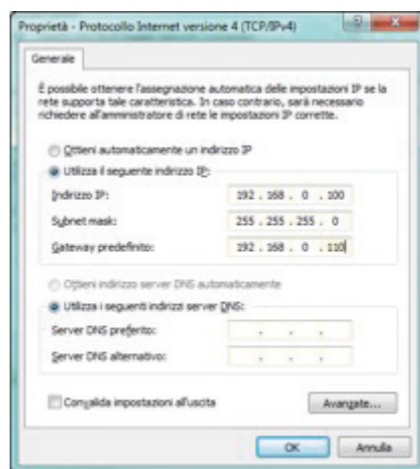 Proprietà - Protocollo Internet versione 4 (TCP/IPv4)
Generale
È possibile ottenere l'assegnazione automatica delle impostazioni IP se la
rete supporta tale caratteristica. In caso contrario, sarà necessario
richiedere all'amministratore di rete le impostazioni IP corrette.
Ottieni automaticamente un indirizzo IP
Utilizza il seguente indirizzo IP:
Indirizzo IP: 192 . 168 . 0 . 100
Subnet mask: 255 . 255 . 255 . 0
Gateway predefinito: 192 . 168 . 0 . 110
Ottieni indirizzo server DNS automaticamente
Utilizza i seguenti indirizzi server DNS:
Server DNS preferito: . . .
Server DNS alternativo: . . .
Convalida impostazioni all'uscita
Avanzate...
OK Annulla